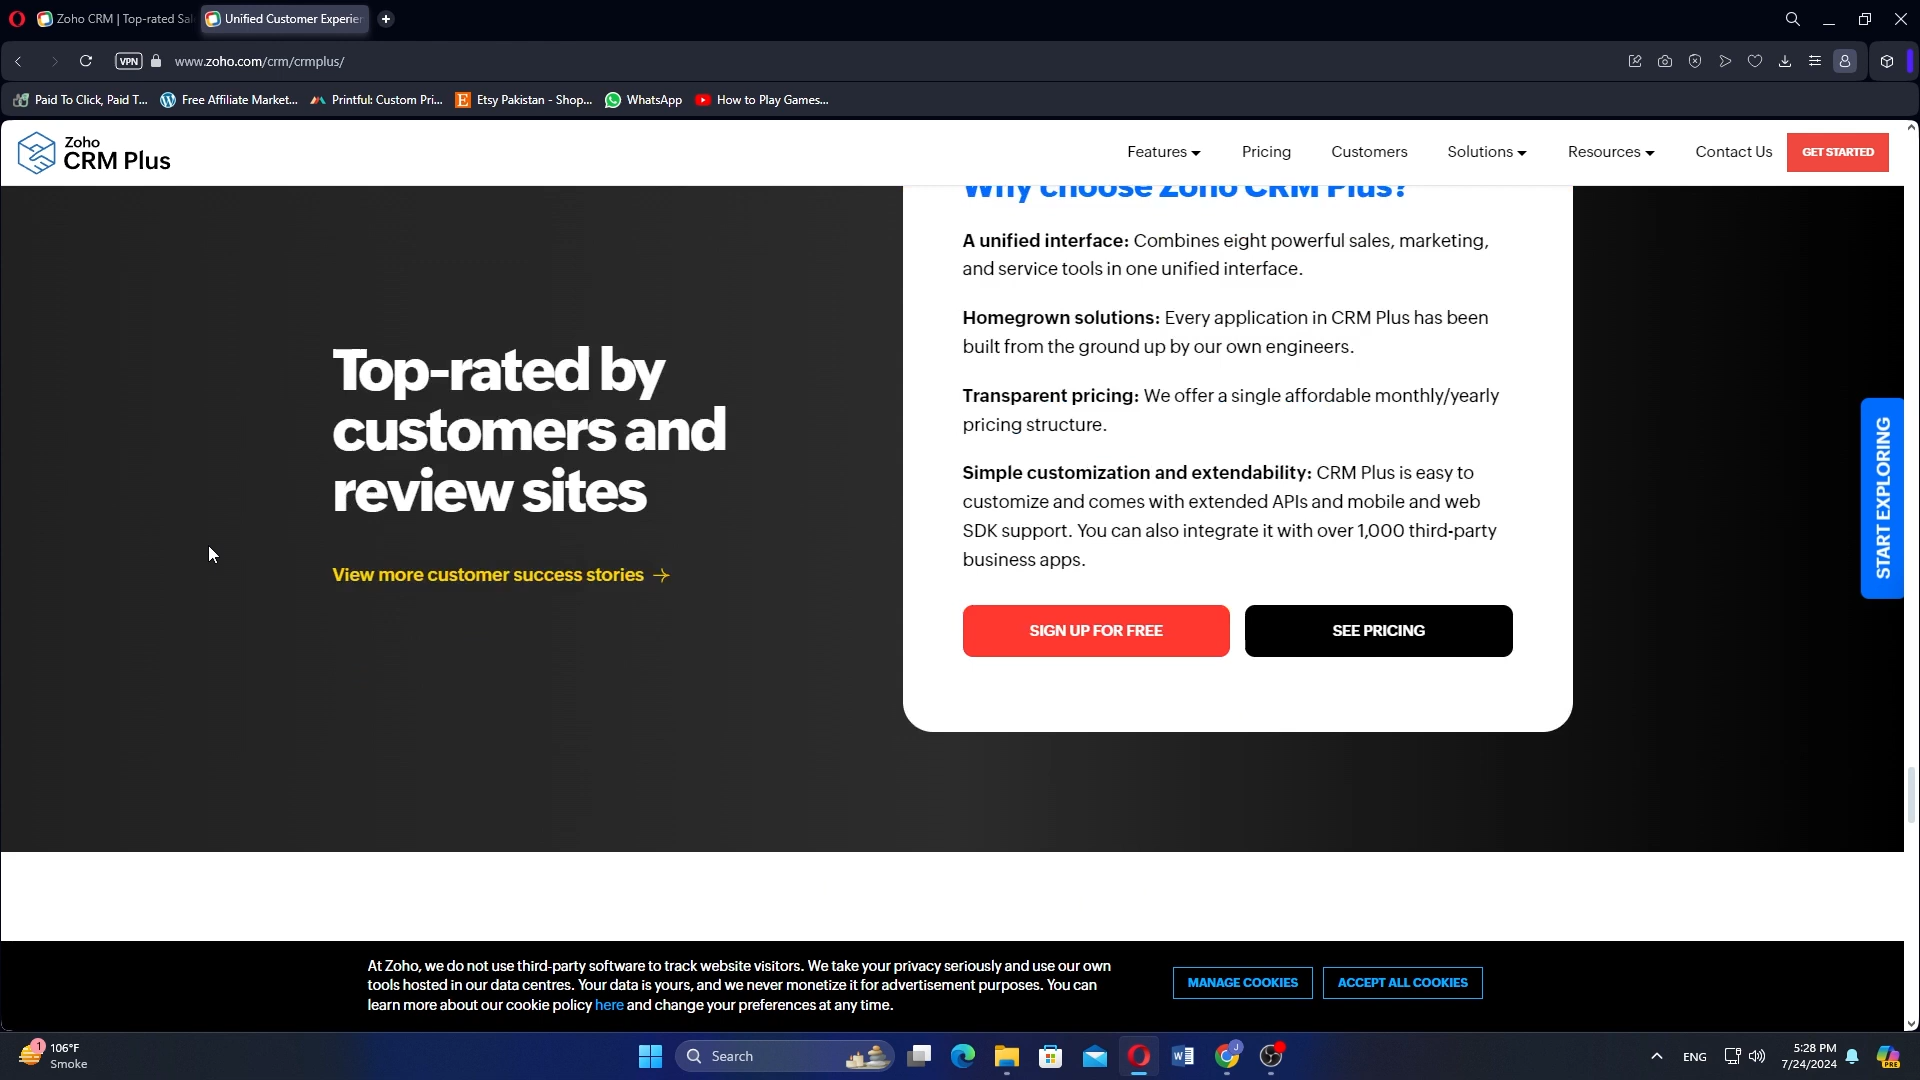 Zoho CRM | Top-rated Sal
Unified Customer Experien
VPN
www.zoho.com/crm/crmplus/
Paid To Click, Paid T...
Free Affiliate Market...
Printful: Custom Pri...
Etsy Pakistan - Shop...
WhatsApp
How to Play Games...
Zoho
CRM Plus
Features
Pricing
Customers
Solutions
Resources
Contact Us
GET STARTED
Why choose Zoho CRM Plus?
A unified interface: Combines eight powerful sales, marketing,
and service tools in one unified interface.
Homegrown solutions: Every application in CRM Plus has been
built from the ground up by our own engineers.
Transparent pricing: We offer a single affordable monthly/yearly
pricing structure.
Simple customization and extendability: CRM Plus is easy to
customize and comes with extended APIs and mobile and web
SDK support. You can also integrate it with over 1,000 third-party
business apps.
SIGN UP FOR FREE
SEE PRICING
Top-rated by
customers and
review sites
View more customer success stories
START EXPLORING
At Zoho, we do not use third-party software to track website visitors. We take your privacy seriously and use our own
tools hosted in our data centres. Your data is yours, and we never monetize it for advertisement purposes. You can
learn more about our cookie policy here and change your preferences at any time.
MANAGE COOKIES
ACCEPT ALL COOKIES
1
106°F
Smoke
Search
J
ENG
5:28 PM
7/24/2024
PRE